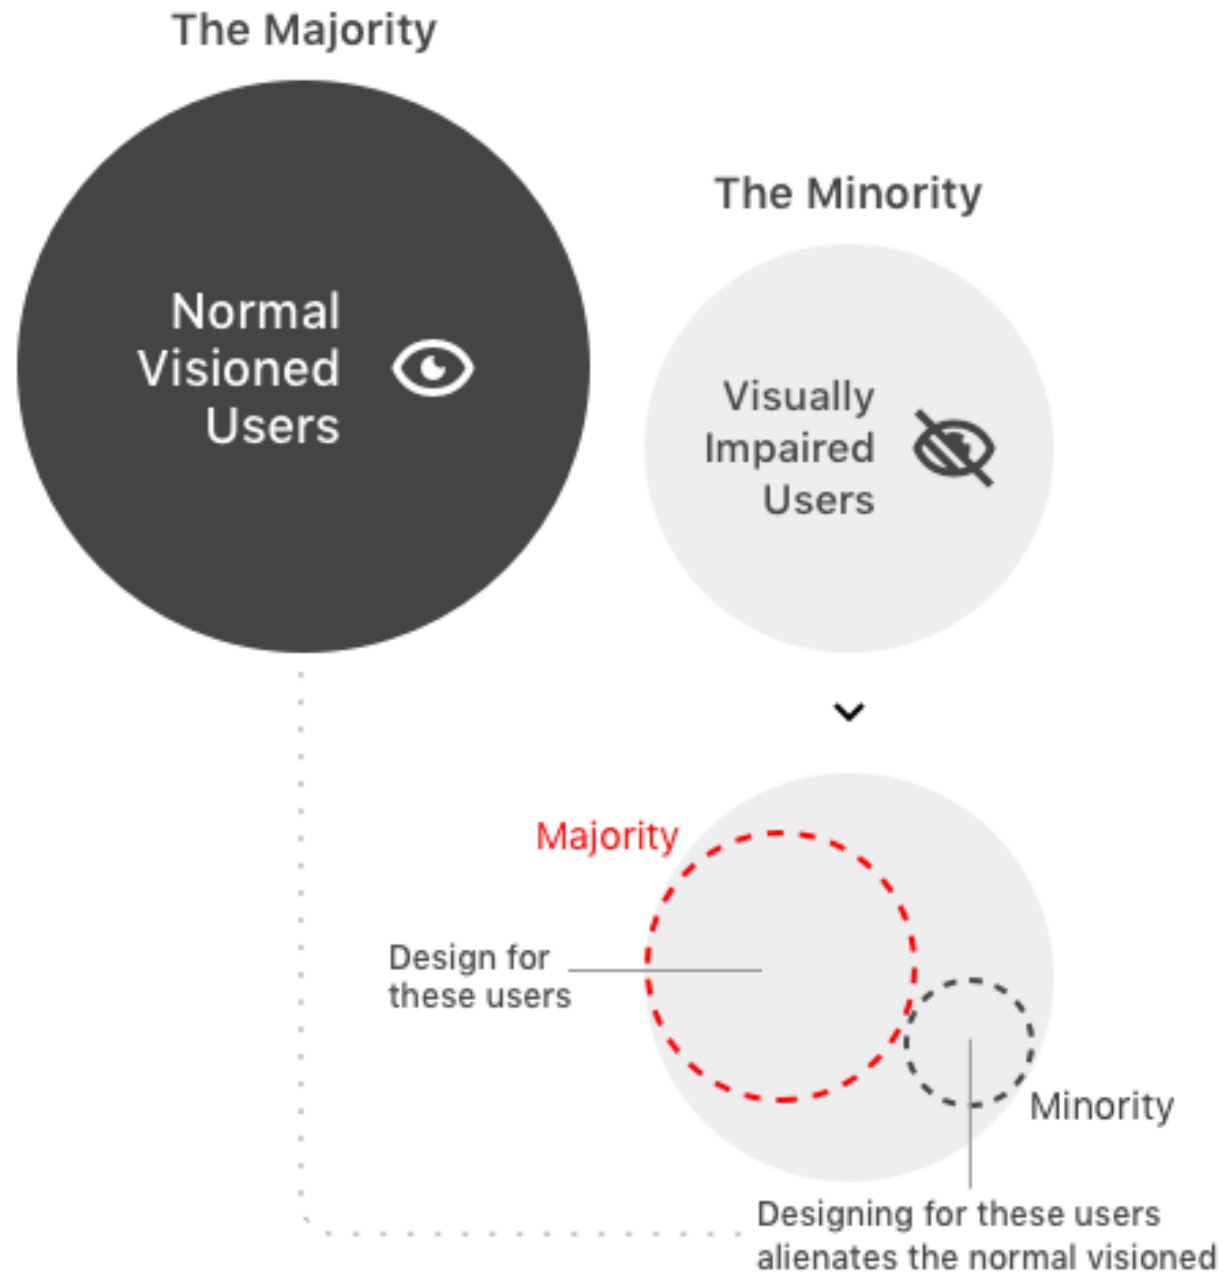 The Majority
Normal
Visioned
Users
The Minority
Visually
Impaired
Users
Majority
Design for
these users
Minority
Designing for these users
alienates the normal visioned